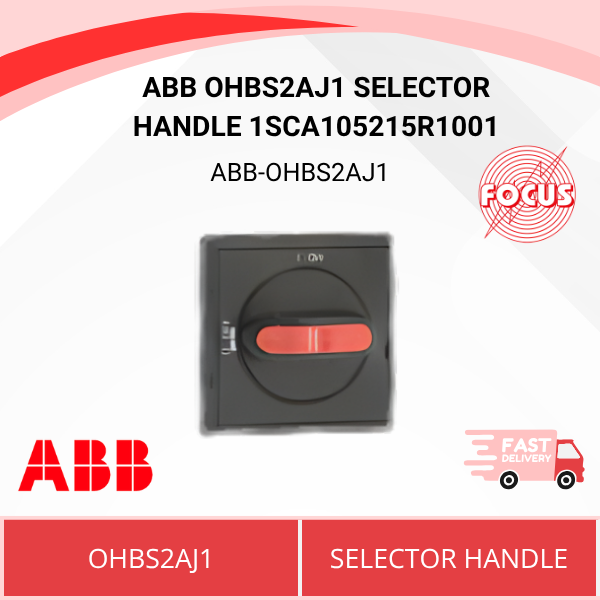 ABB OHBS2AJ1 SELECTOR
HANDLE 1SCA105215R1001
ABB-OHBS2AJ1
FOCUS
ABB
FAST
DELIVERY
OHBS2AJ1
SELECTOR HANDLE